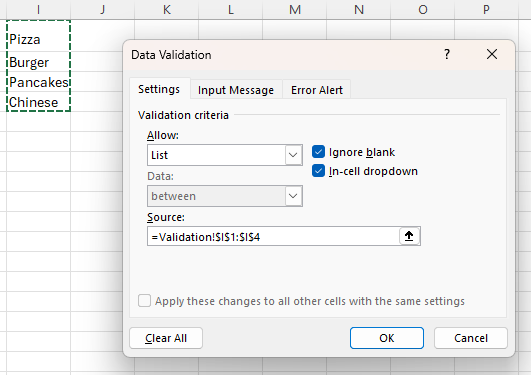 I J K L M N O P
Pizza
Burger
Pancakes
Chinese
Data Validation ? ×
Settings Input Message Error Alert
Validation criteria
Allow:
List Ignore blank
In-cell dropdown
Data:
between
Source:
=Validation!$I$1:$I$4
Apply these changes to all other cells with the same settings
Clear All OK Cancel